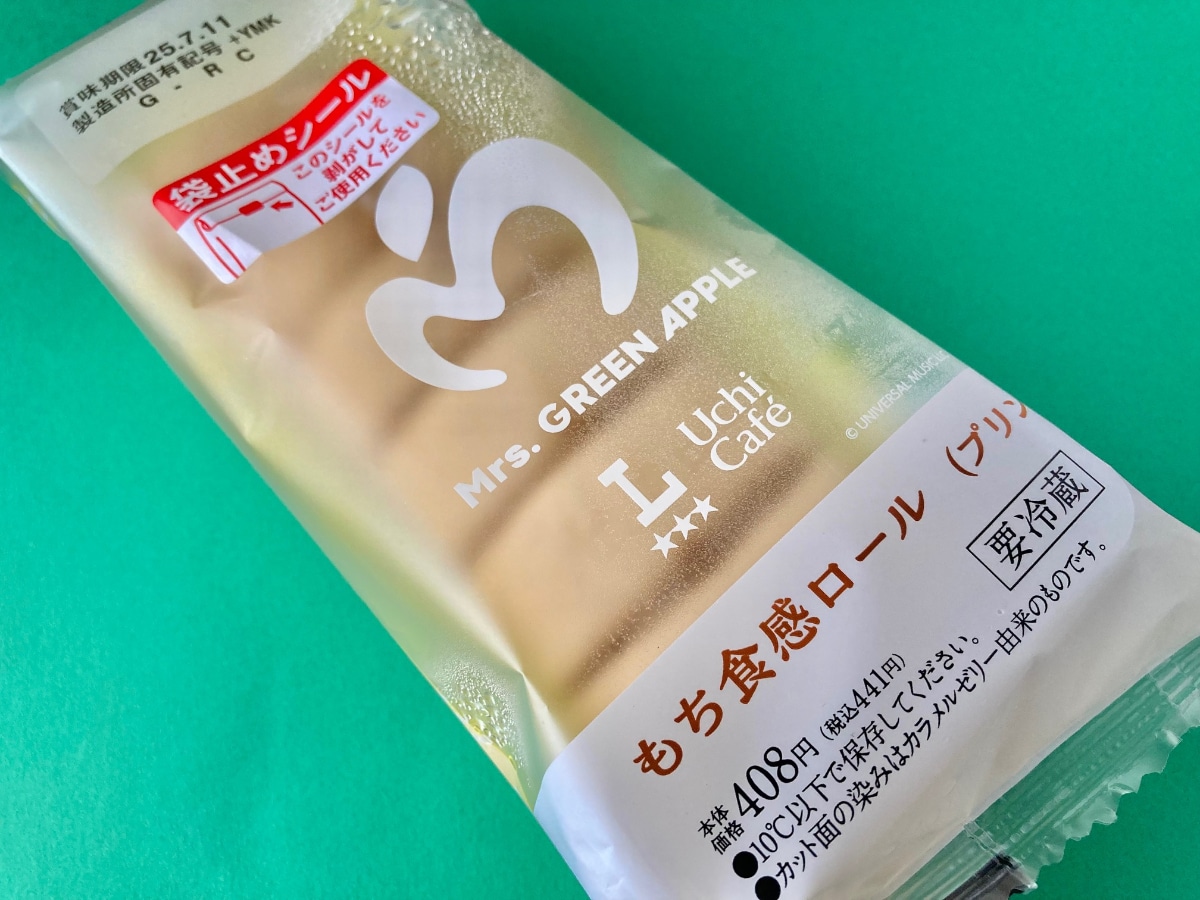 賞味期限25.7.11
製造所固有記号 +YMK
G - R C
袋止めシール
このシールを
剥がして
ご使用ください
Mrs. GREEN APPLE
L
Uchi
Café
© UNIVERSAL MUSIC
もち食感ロール (プリン
要冷蔵
本体
価格 408円 (税込441円)
●10℃以下で保存してください。
●カット面の染みはカラメルゼリー由来のものです。